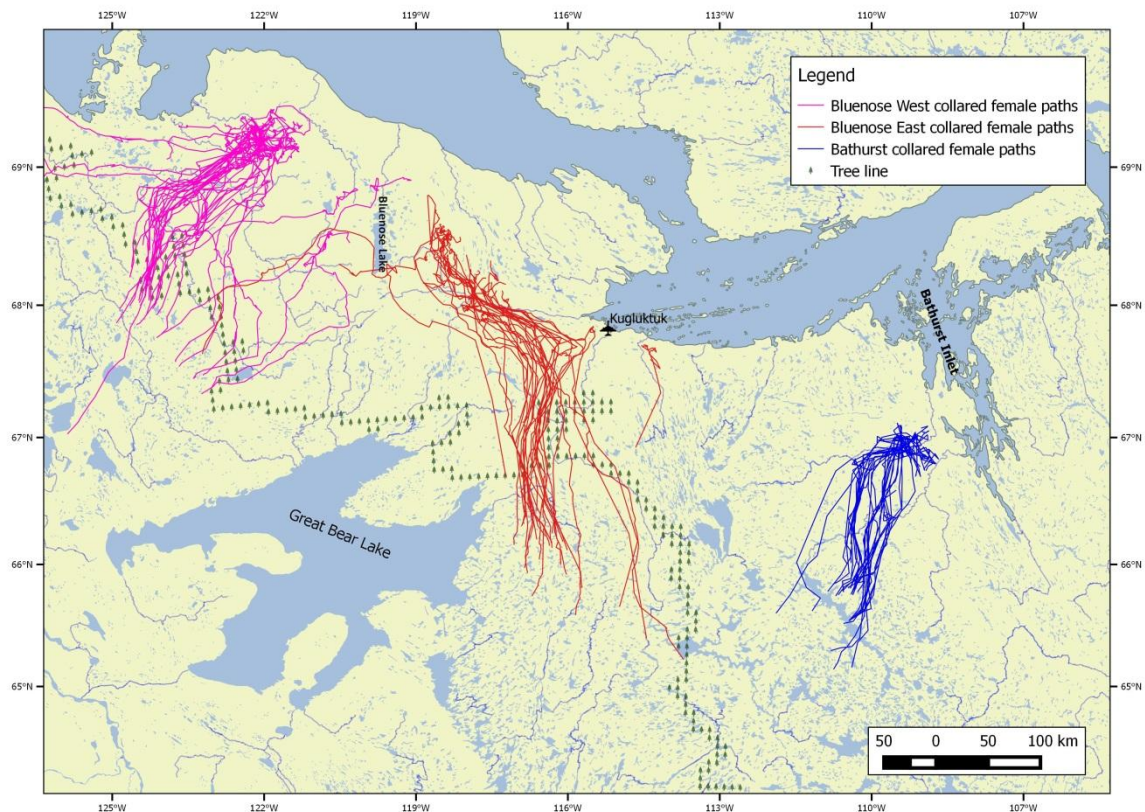 125°W 122°W 119°W 116°W 113°W 110°W 107°W
Legend
Bluenose West collared female paths
Bluenose East collared female paths
Bathurst collared female paths
Tree line
69°N 69°N
Bluenose Lake
68°N 68°N
Kugluktuk
Bathurst Inlet
67°N 67°N
Great Bear Lake
66°N 66°N
65°N 65°N
50 0 50 100 km
125°W 122°W 119°W 116°W 113°W 110°W 107°W